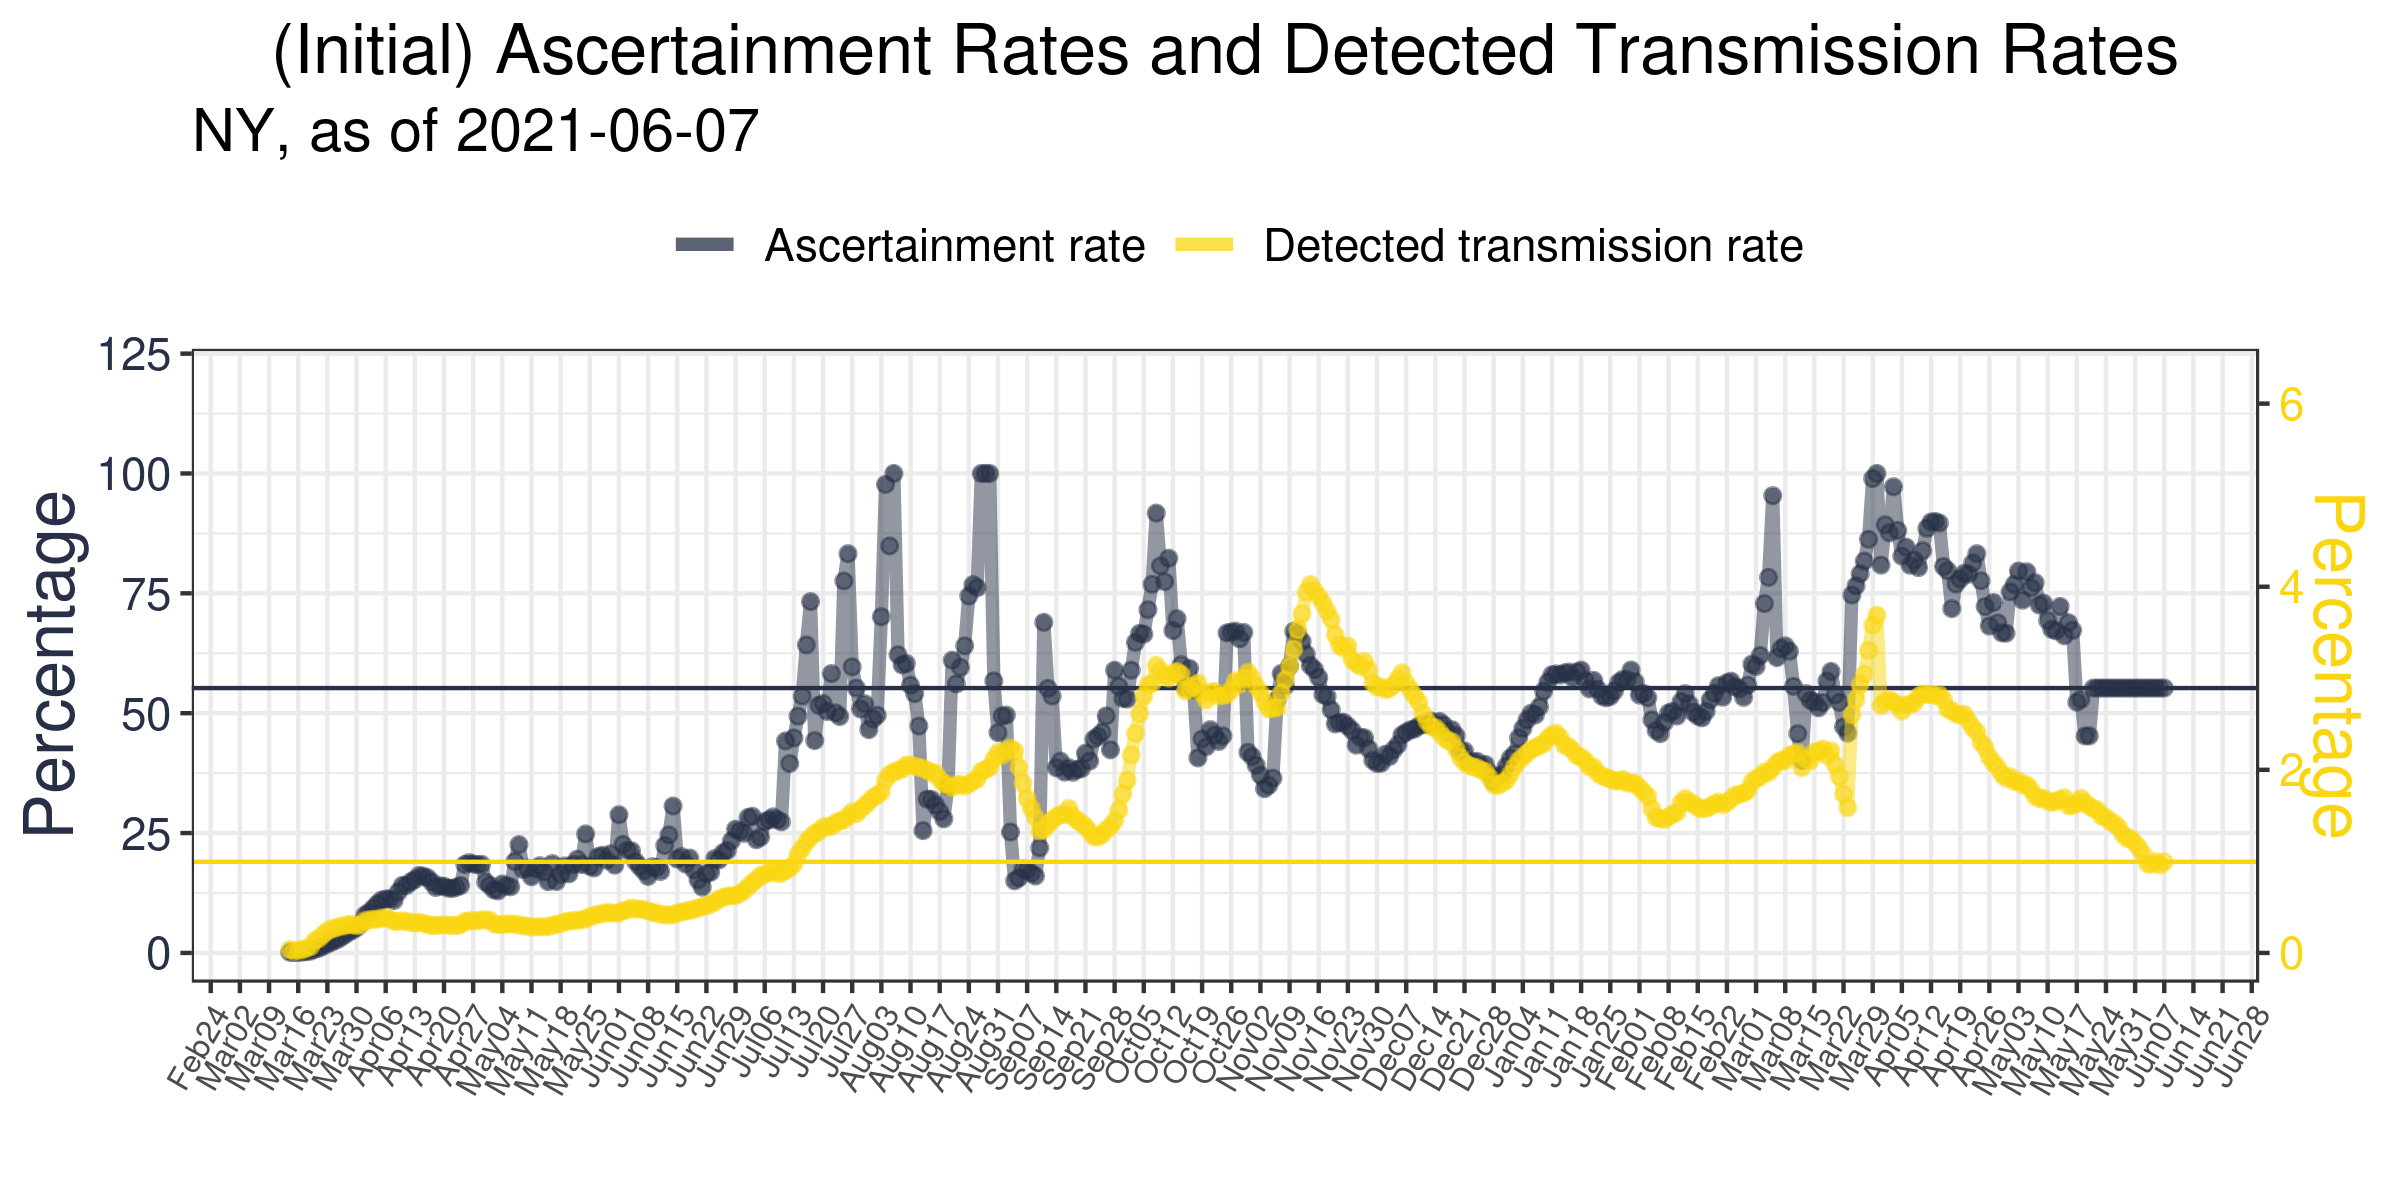 (Initial) Ascertainment Rates and Detected Transmission Rates
NY, as of 2021-06-07
Ascertainment rate
Detected transmission rate
125
100
75
50
25
0
Percentage
6
4
2
0
Percentage
Feb24
Mar02
Mar09
Mar16
Mar23
Mar30
Apr06
Apr13
Apr20
Apr27
May04
May11
May18
May25
Jun01
Jun08
Jun15
Jun22
Jun29
Jul06
Jul13
Jul20
Jul27
Aug03
Aug10
Aug17
Aug24
Aug31
Sep07
Sep14
Sep21
Sep28
Oct05
Oct12
Oct19
Oct26
Nov02
Nov09
Nov16
Nov23
Nov30
Dec07
Dec14
Dec21
Dec28
Jan04
Jan11
Jan18
Jan25
Feb01
Feb08
Feb15
Feb22
Mar01
Mar08
Mar15
Mar22
Mar29
Apr05
Apr12
Apr19
Apr26
May03
May10
May17
May24
May31
Jun07
Jun14
Jun21
Jun28